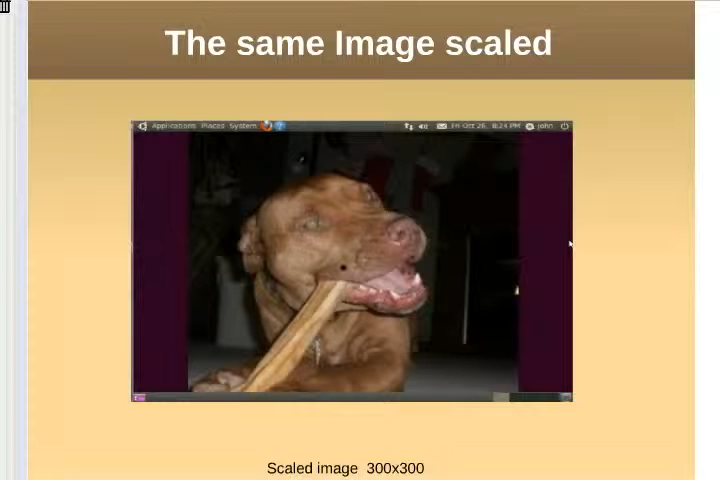 The same Image scaled
Applications Places System Fri Oct 26, 8:24 PM john
Scaled image 300x300